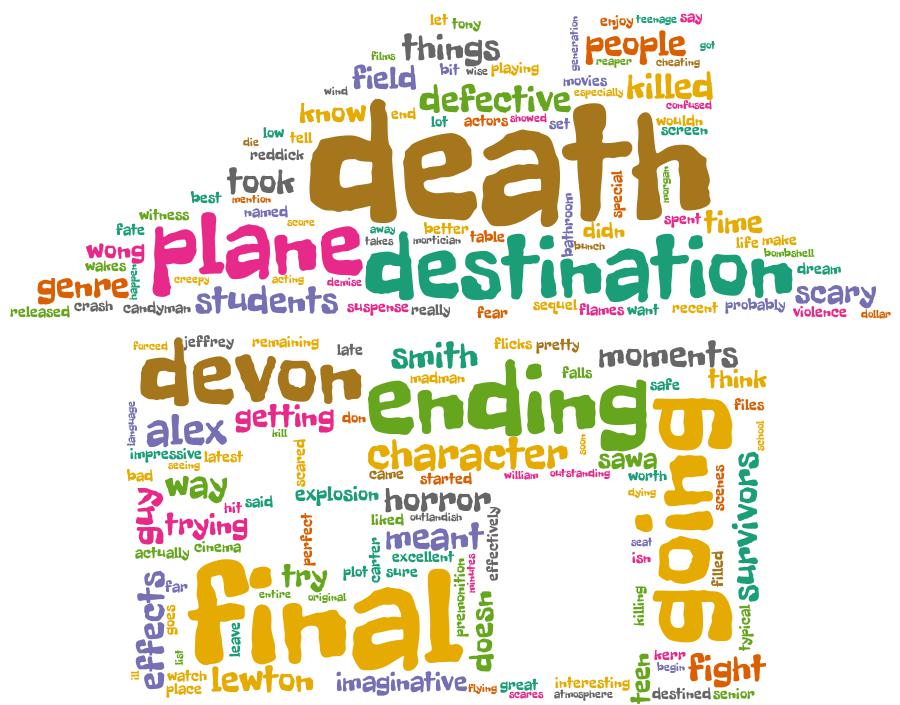 let tony
enjoy teenage say
generation
things
people
got
films
reaper cheating
field bit wise playing
movies
killed
wind
defective especially
confused
know end
lot actors showed set
wouldn
screen
death
low tell
die
reddick
took
special
morgan
best mention
bathroom
witness named
score
spent time
fate
away better
didn
life make
wong
plane
takes mortician table
bunch
bombshell
wakes
happen
destination
dream
genre
creepy acting demise
scary
students
released crash candyman
suspense really fear sequel flames want recent probably violence dollar
forced jeffrey remaining late
smith
flicks pretty
moments
devon
madman
falls
safe
think
ending
language
alex getting don
files
kill
going
school
impressive latest
seeing
scared
character
soon
sawa
bad
way
came started william outstanding worth
scenes
guy
hit said
explosion horror
dying
survivors
trying
perfect
liked outlandish
effectively
actually cinema
meant
seat
carter
excellent
isn
effects
far
try
plot sure
minutes
premonition
filled
final
entire original
killing
goes
doesn
typical
leave
list
teen
kerr
begin
fight
ill
watch
place
lewton imaginative flying great interesting
scares atmosphere
destined senior